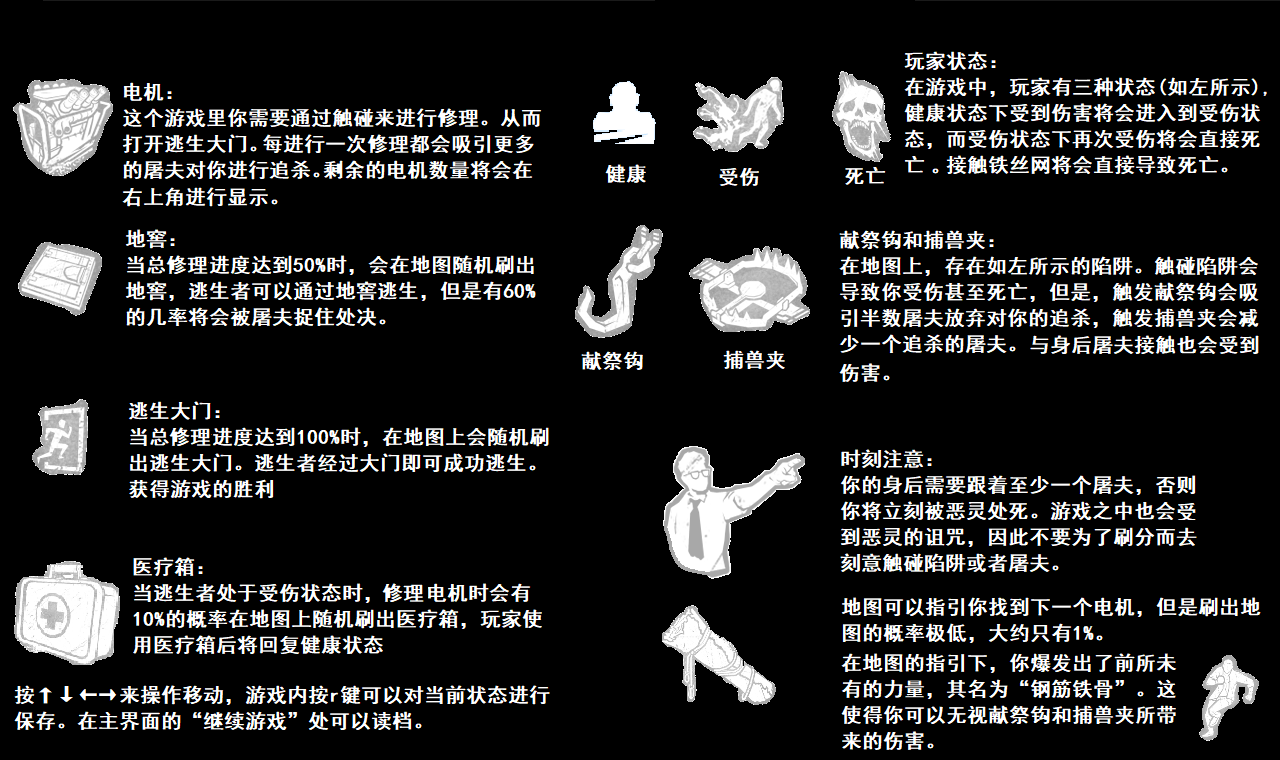 电机：
这个游戏里你需要通过触碰来进行修理。从而
打开逃生大门。每进行一次修理都会吸引更多
的屠夫对你进行追杀。剩余的电机数量将会在
右上角进行显示。
地窖：
当总修理进度达到50%时，会在地图随机刷出
地窖，逃生者可以通过地窖逃生，但是有60%
的几率将会被屠夫捉住处决。
逃生大门：
当总修理进度达到100%时，在地图上会随机刷
出逃生大门。逃生者经过大门即可成功逃生。
获得游戏的胜利
医疗箱：
当逃生者处于受伤状态时，修理电机时会有
10%的概率在地图上随机刷出医疗箱，玩家使
用医疗箱后将回复健康状态
按↑↓←→来操作移动，游戏内按r键可以对当前状态进行
保存。在主界面的“继续游戏”处可以读档。
健康
受伤
死亡
玩家状态：
在游戏中，玩家有三种状态(如左所示)，
健康状态下受到伤害将会进入到受伤状
态，而受伤状态下再次受伤将会直接死
亡。接触铁丝网将会直接导致死亡。
献祭钩
捕兽夹
献祭钩和捕兽夹：
在地图上，存在如左所示的陷阱。触碰陷阱会
导致你受伤甚至死亡，但是，触发献祭钩会吸
引半数屠夫放弃对你的追杀，触发捕兽夹会减
少一个追杀的屠夫。与身后屠夫接触也会受到
伤害。
时刻注意：
你的身后需要跟着至少一个屠夫，否则
你将立刻被恶灵处死。游戏之中也会受
到恶灵的诅咒，因此不要为了刷分而去
刻意触碰陷阱或者屠夫。
地图可以指引你找到下一个电机，但是刷出地
图的概率极低，大约只有1%。
在地图的指引下，你爆发出了前所未
有的力量，其名为“钢筋铁骨”。这
使得你可以无视献祭钩和捕兽夹所带
来的伤害。